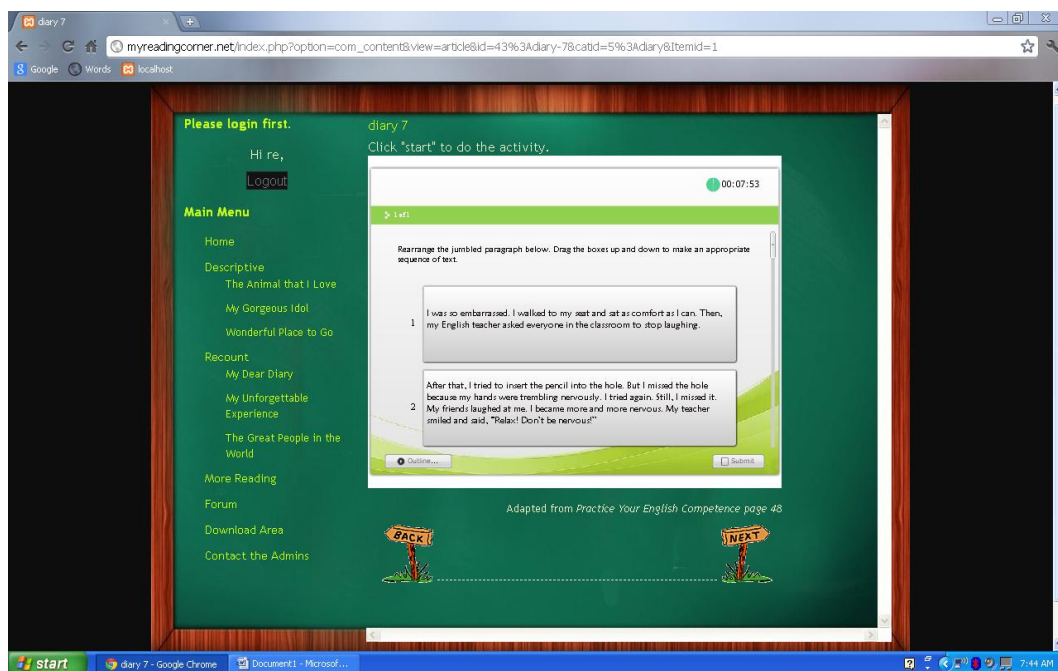 diary 7
myreadingcorner.net/index.php?option=com_content&view=article&id=43%3Adiary-7&catid=5%3Adiary&Itemid=1
Google Words localhost
Please login first.
Hi re,
Logout
Main Menu
Home
Descriptive
The Animal that I Love
My Gorgeous Idol
Wonderful Place to Go
Recount
My Dear Diary
My Unforgettable
Experience
The Great People in the
World
More Reading
Forum
Download Area
Contact the Admins
diary 7
Click "start" to do the activity.
00:07:53
1 of 1
Rearrange the jumbled paragraph below. Drag the boxes up and down to make an appropriate
sequence of text.
1
I was so embarrassed. I walked to my seat and sat as comfort as I can. Then,
my English teacher asked everyone in the classroom to stop laughing.
2
After that, I tried to insert the pencil into the hole. But I missed the hole
because my hands were trembling nervously. I tried again. Still, I missed it.
My friends laughed at me. I became more and more nervous. My teacher
smiled and said, "Relax! Don't be nervous!"
Outline...
Submit
Adapted from Practice Your English Competence page 48
BACK
NEXT
start
diary 7 - Google Chrome
Document1 - Microsof...
7:44 AM